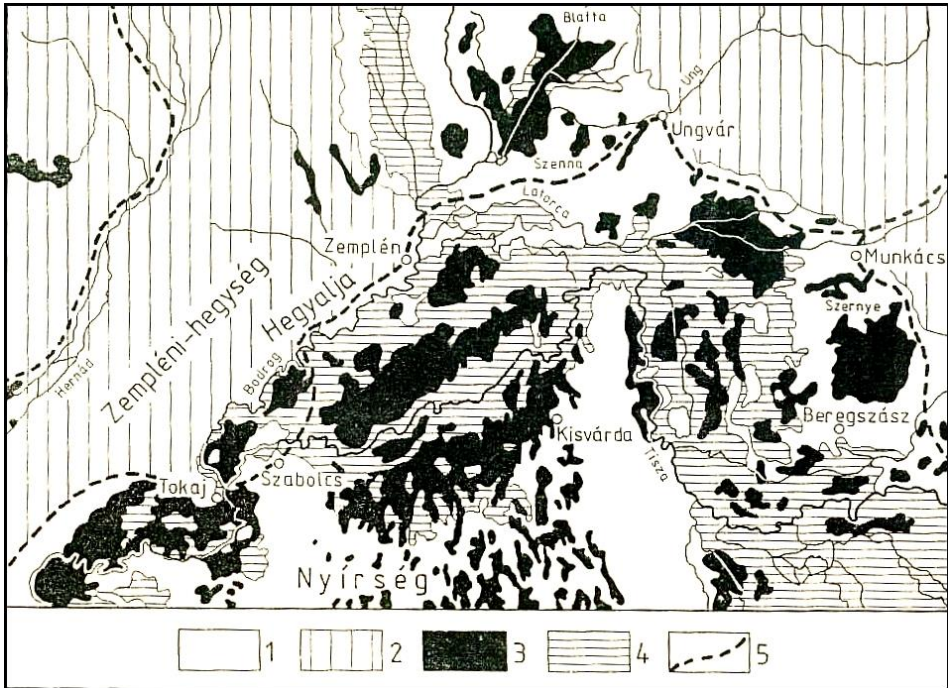 Blatta
Ung
Ungvár
Szenna
Latorca
Zemplén
Munkács
Szernye
Zempléni-hegység
Hegyalja
Hernád
Bodrog
Beregszász
Kisvárda
Tisza
Szabolcs
Tokaj
Nyírség
1 2 3 4 5